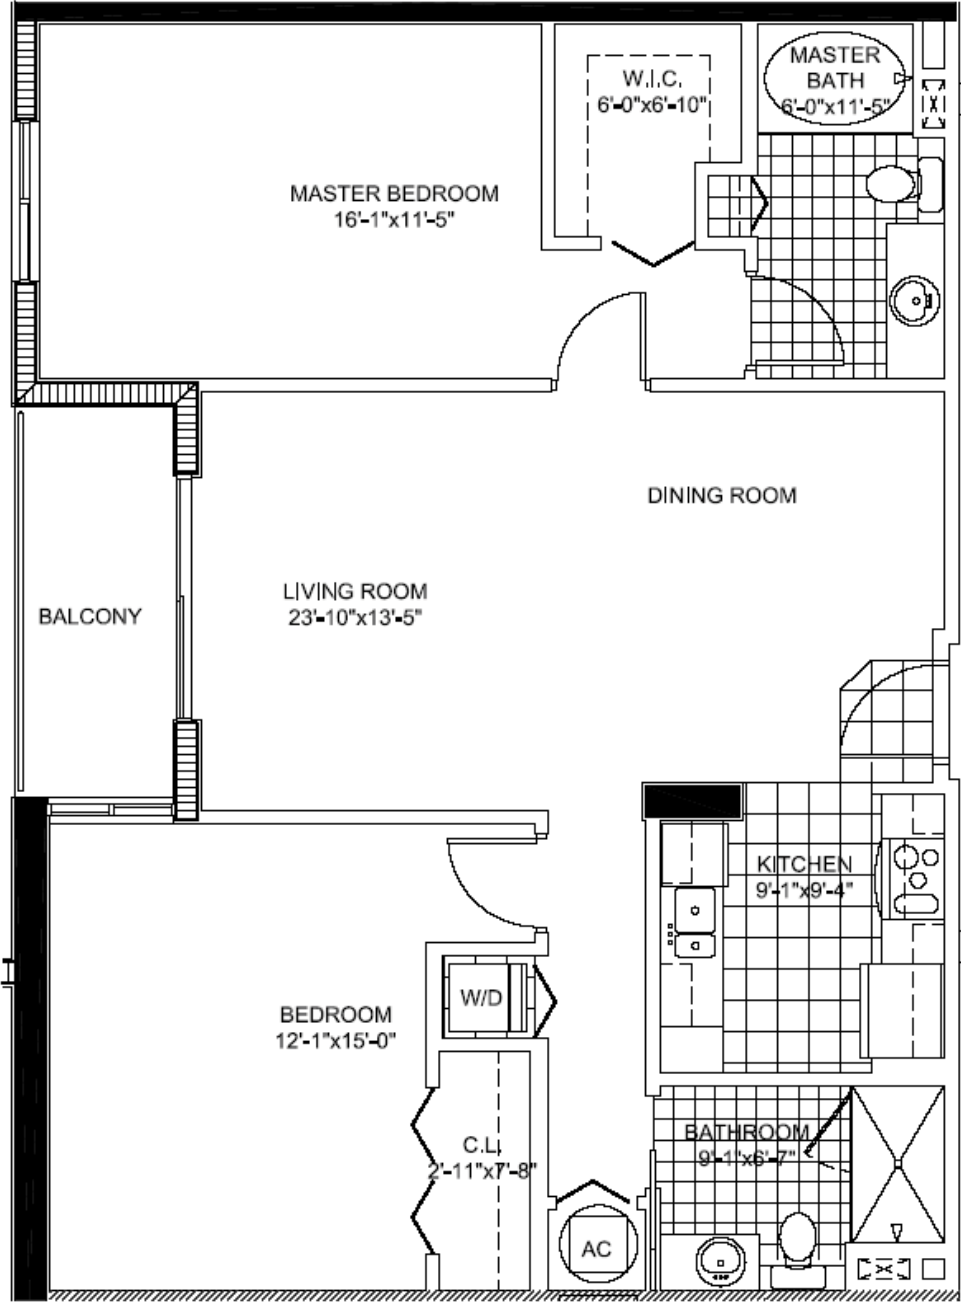 MASTER
BATH
6'-0"x11'-5"
W.I.C.
6'-0"x6'-10"
MASTER BEDROOM
16'-1"x11'-5"
DINING ROOM
LIVING ROOM
23'-10"x13'-5"
BALCONY
KITCHEN
9'-1"x9'-4"
W/D
BEDROOM
12'-1"x15'-0"
BATHROOM
9'-1"x6'-7"
C.L.
2'-11"x7'-8"
AC